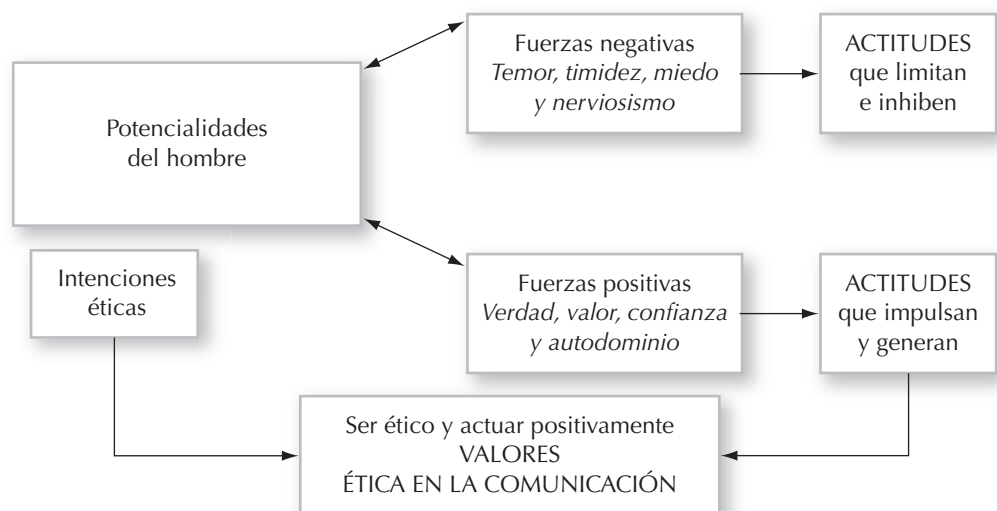 Potencialidades
del hombre
Fuerzas negativas
Temor, timidez, miedo
y nerviosismo
ACTITUDES
que limitan
e inhiben
Intenciones
éticas
Fuerzas positivas
Verdad, valor, confianza
y autodominio
ACTITUDES
que impulsan
y generan
Ser ético y actuar positivamente
VALORES
ÉTICA EN LA COMUNICACIÓN